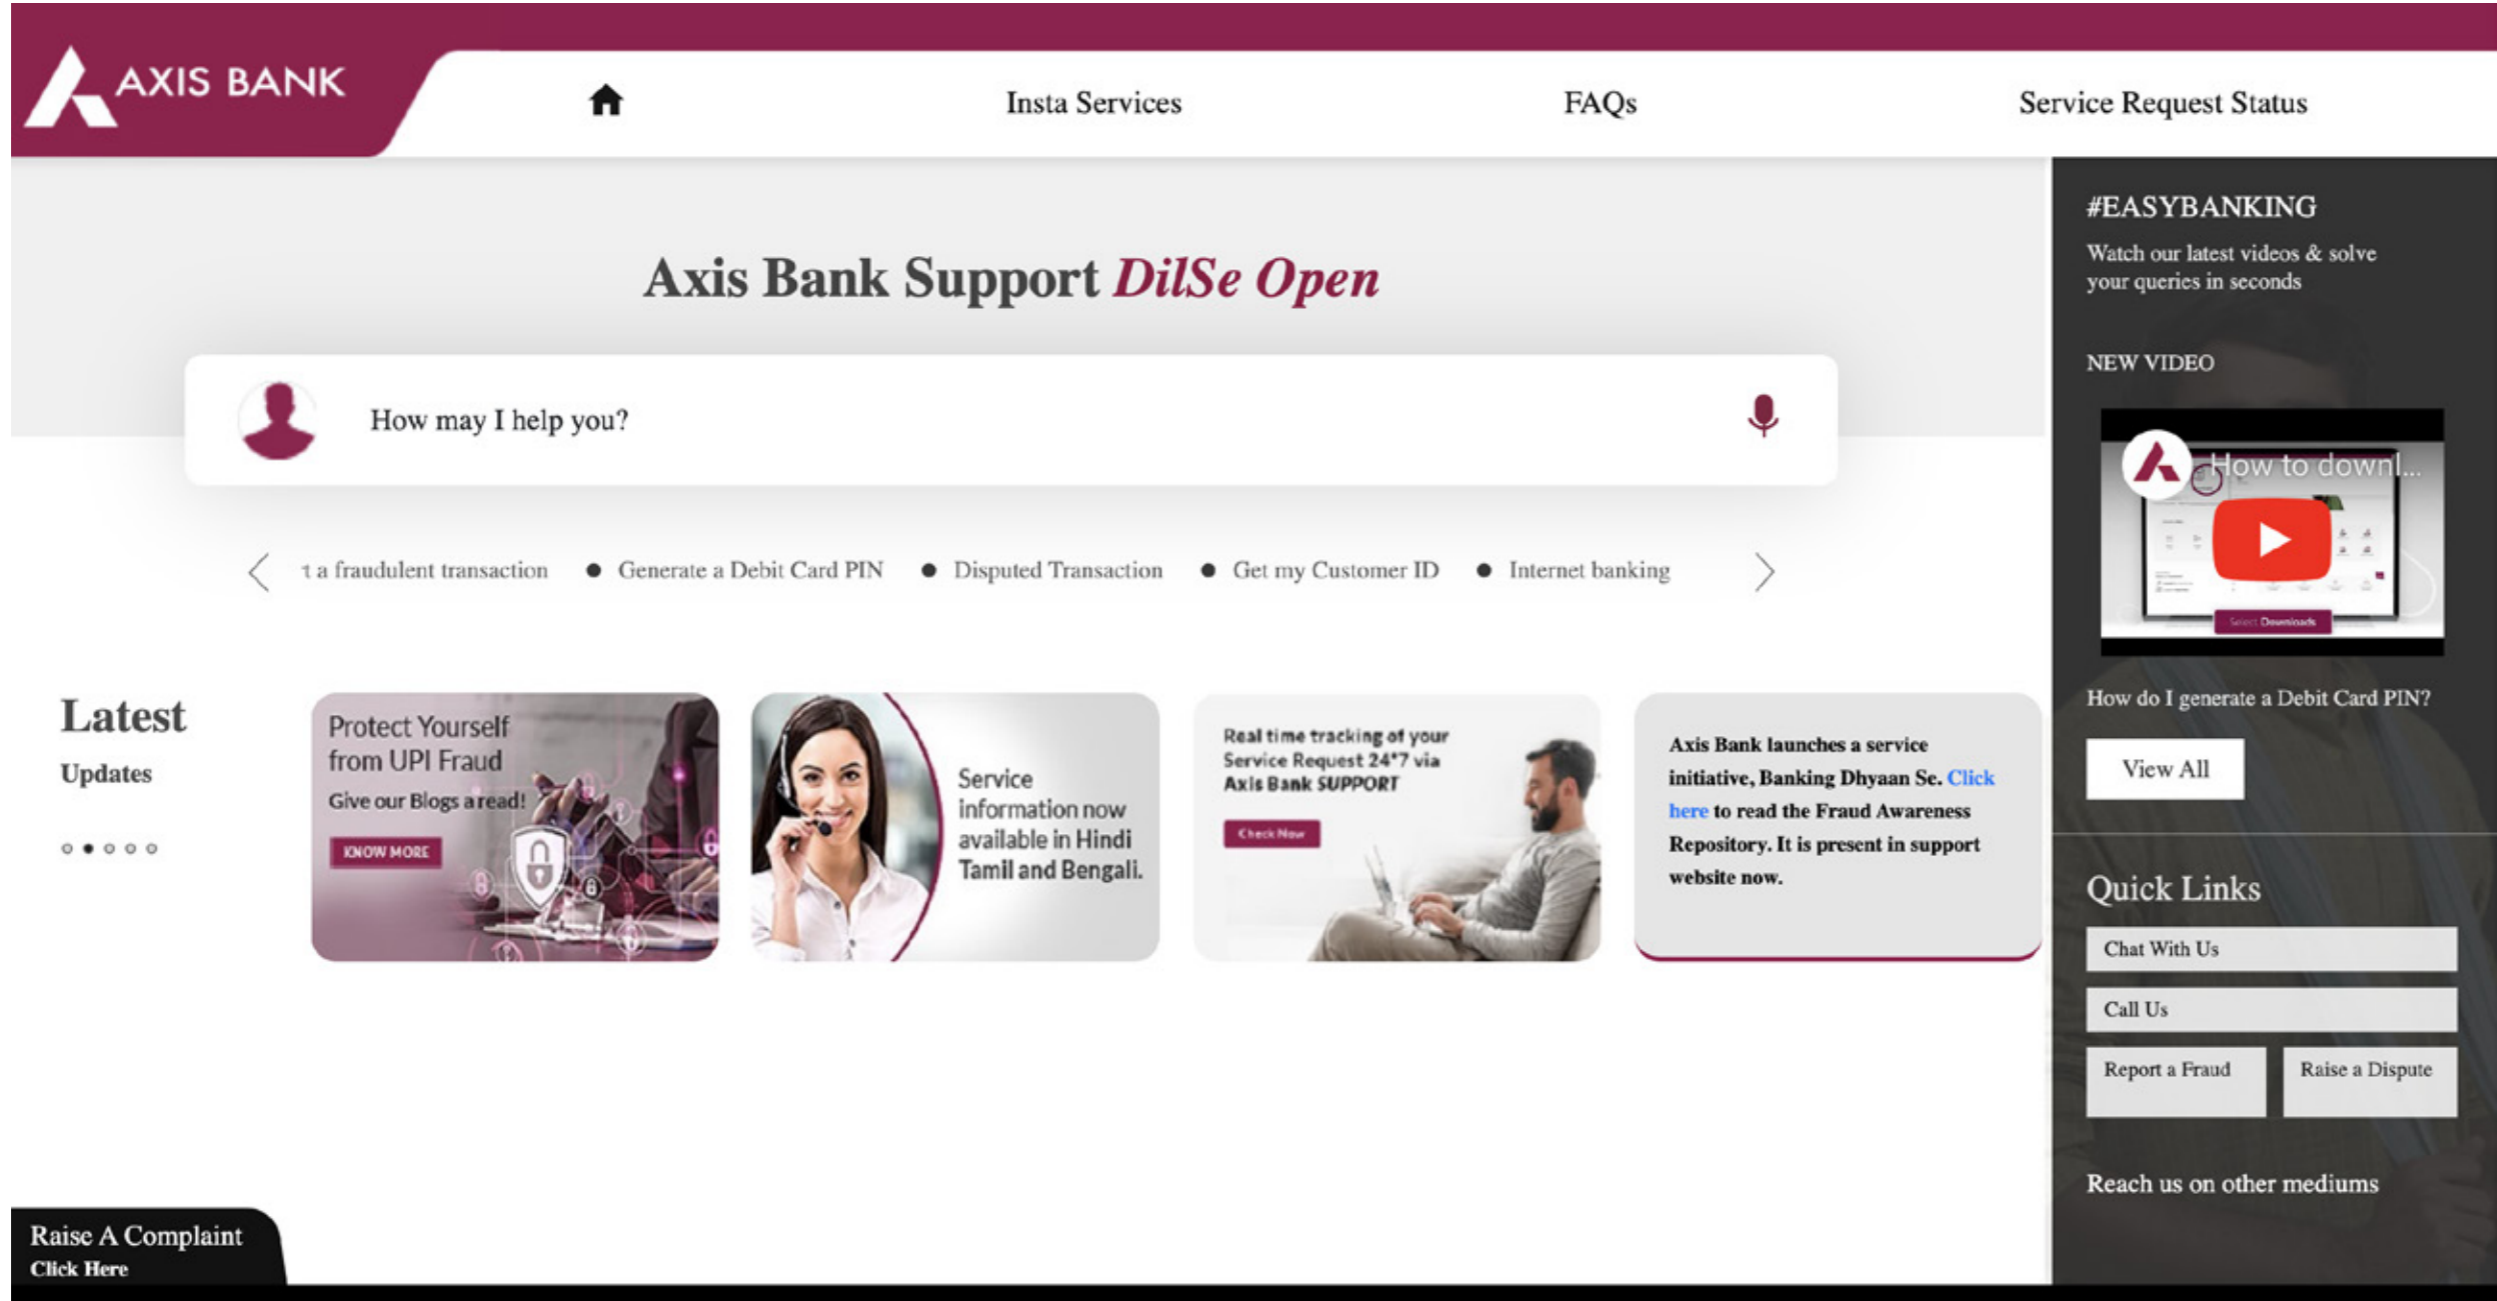 AXIS BANK
Insta Services
FAQs
Service Request Status
Axis Bank Support DilSe Open
How may I help you?
a fraudulent transaction
Generate a Debit Card PIN
Disputed Transaction
Get my Customer ID
Internet banking
Latest
Updates
Protect Yourself
from UPI Fraud
Give our Blogs a read!
KNOW MORE
Service
information now
available in Hindi
Tamil and Bengali.
Real time tracking of your
Service Request 24*7 via
Axis Bank SUPPORT
Check Now
Axis Bank launches a service
initiative, Banking Dhyaan Se. Click
here to read the Fraud Awareness
Repository. It is present in support
website now.
#EASYBANKING
Watch our latest videos & solve
your queries in seconds
NEW VIDEO
How to downl...
Select Downloads
How do I generate a Debit Card PIN?
View All
Quick Links
Chat With Us
Call Us
Report a Fraud
Raise a Dispute
Reach us on other mediums
Raise A Complaint
Click Here